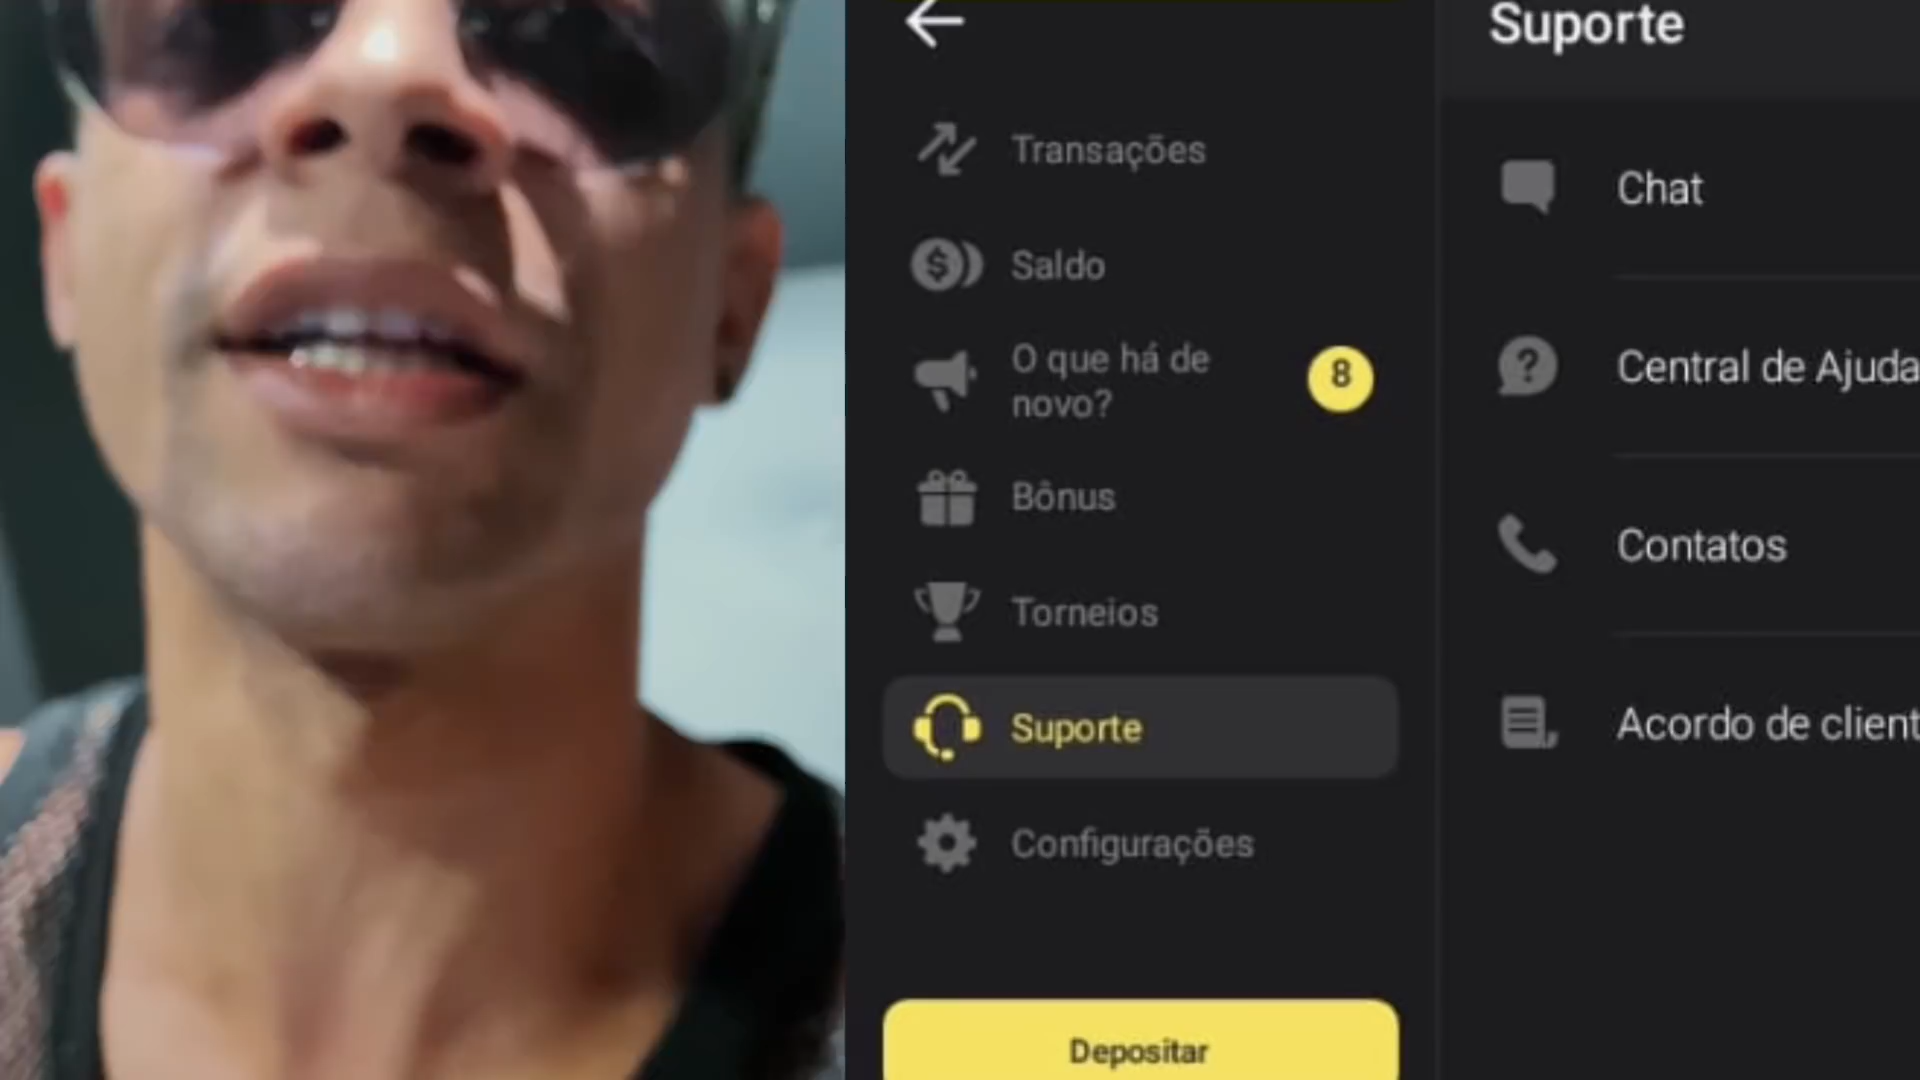 Transações
Saldo
O que há de
novo?
8
Bônus
Torneios
Suporte
Configurações
Depositar
Suporte
Chat
Central de Ajuda
Contatos
Acordo de client